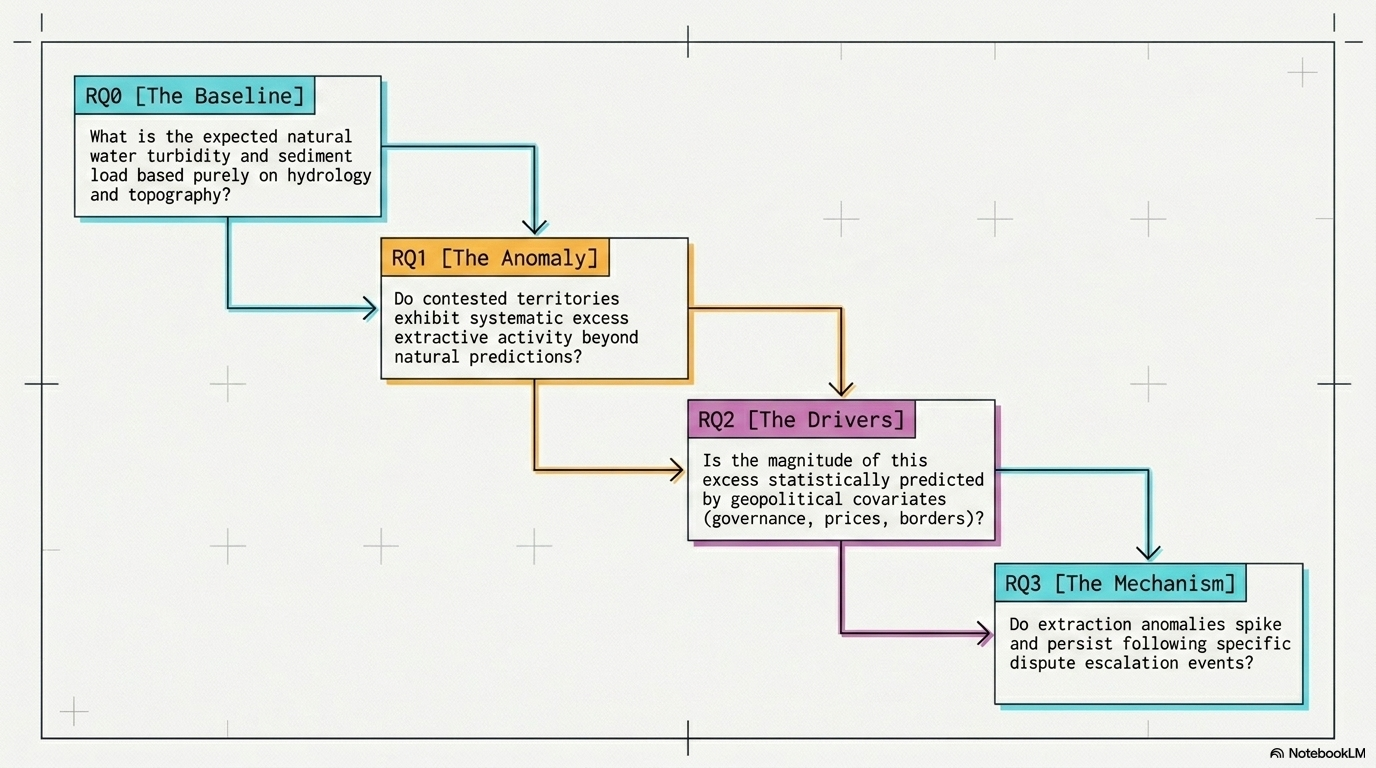 RQ0 [The Baseline]
What is the expected natural
water turbidity and sediment
load based purely on hydrology
and topography?
RQ1 [The Anomaly]
Do contested territories
exhibit systematic excess
extractive activity beyond
natural predictions?
RQ2 [The Drivers]
Is the magnitude of this
excess statistically predicted
by geopolitical covariates
(governance, prices, borders)?
RQ3 [The Mechanism]
Do extraction anomalies spike
and persist following specific
dispute escalation events?
NotebookLM